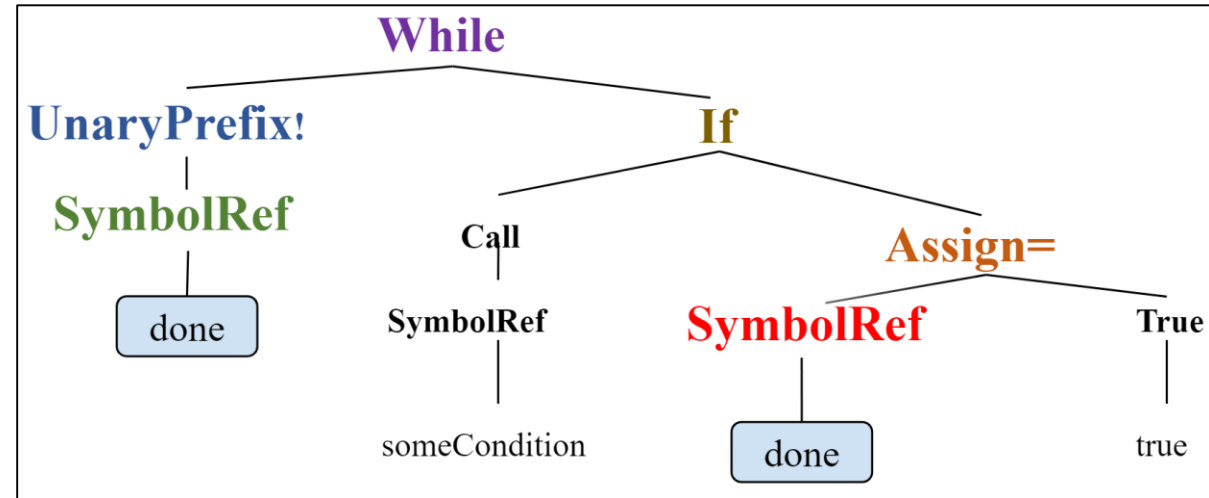 While
UnaryPrefix!
If
SymbolRef
Call
Assign=
done
SymbolRef
SymbolRef
True
someCondition
done
true